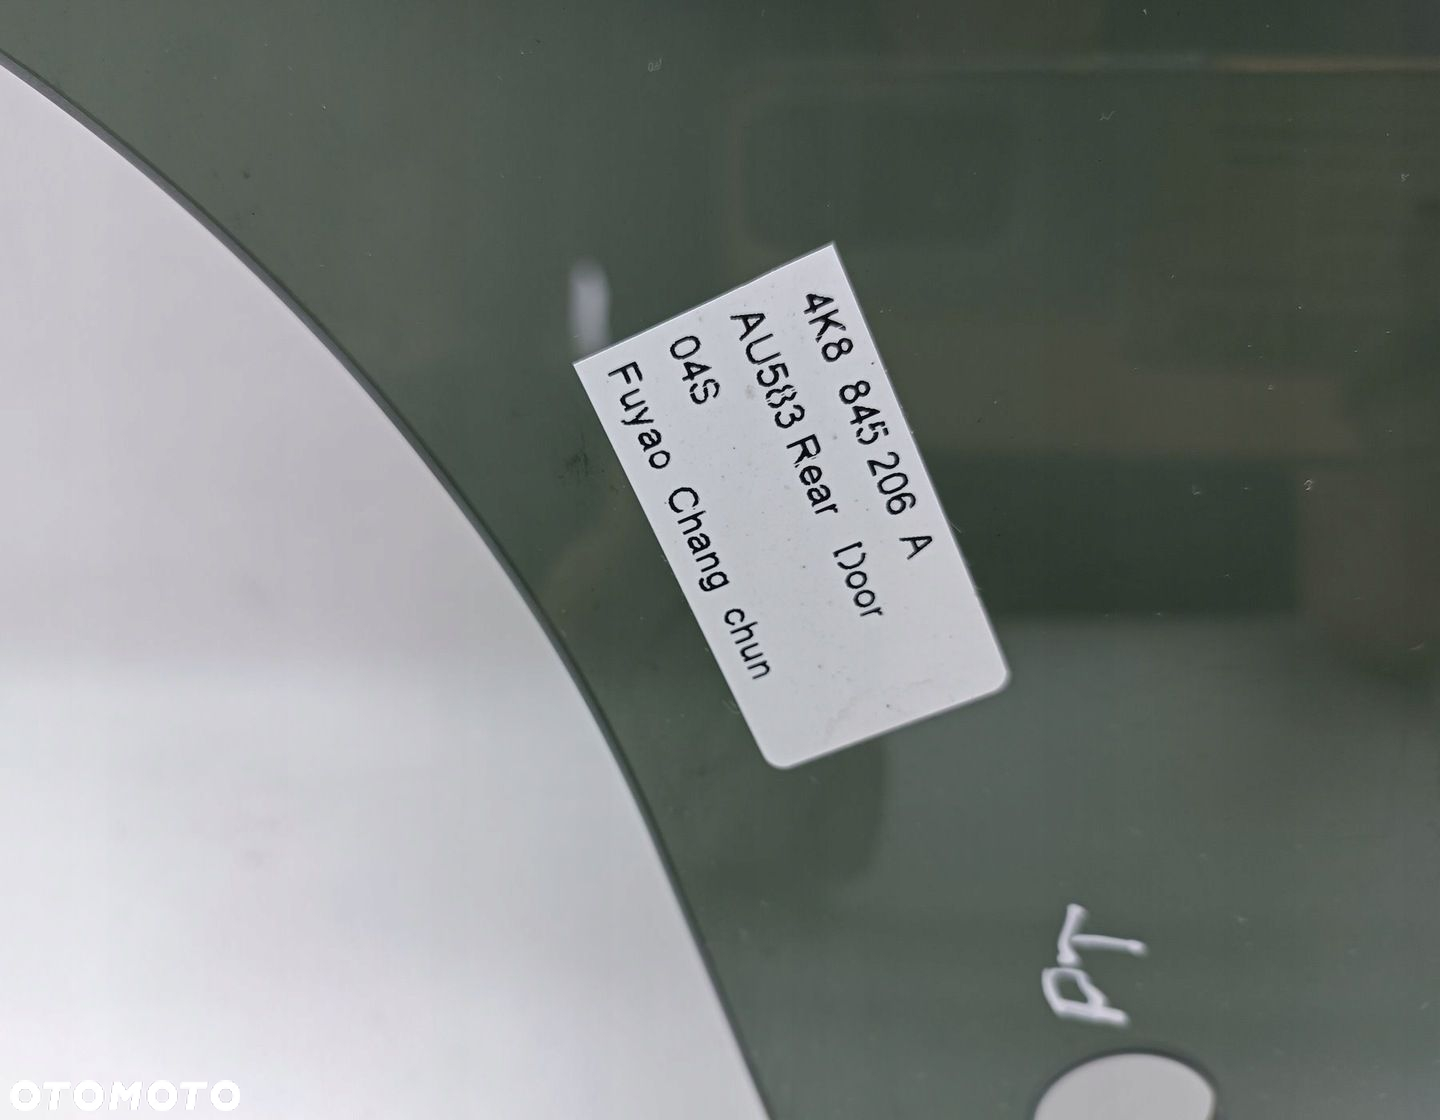 4K8 845 206 A
AU583 Rear Door
04S
Fuyao Chang chun
PT
OTOMOTO